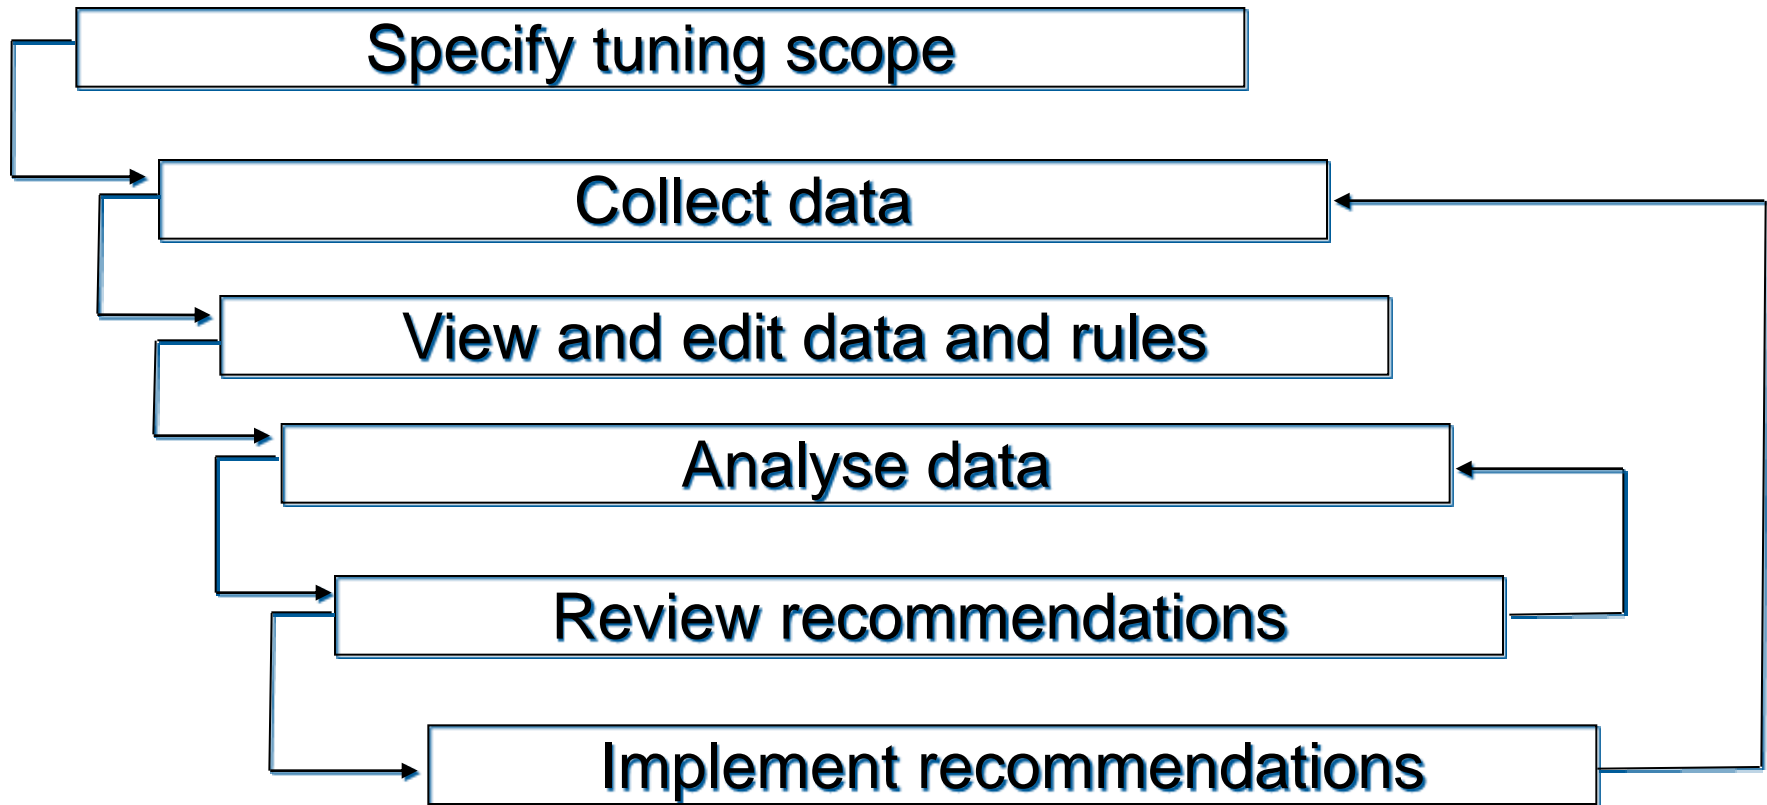 Specify tuning scope
Collect data
View and edit data and rules
Analyse data
Review recommendations
Implement recommendations